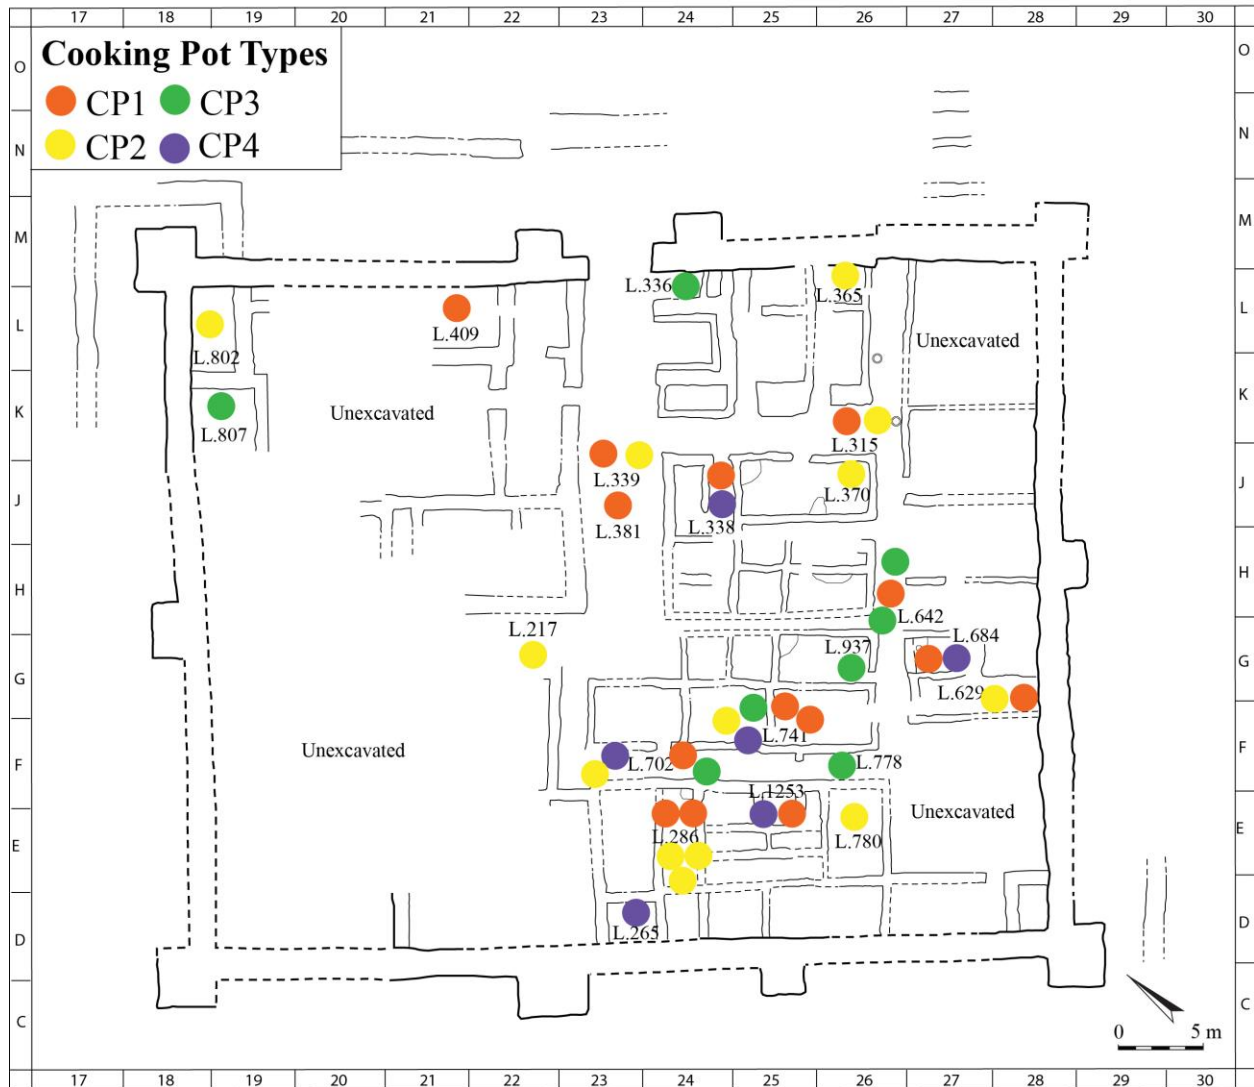 17 18 19 20 21 22 23 24 25 26 27 28 29 30
Cooking Pot Types
CP1 CP3
CP2 CP4
O O
N N
M M
L.336
L.365
L L
L.409
Unexcavated
L.802
K Unexcavated K
L.807
L.315
L.339
L.370
J J
L.381
L.338
H H
L.642
L.217
L.684
L.937
G G
L.629
L.741
Unexcavated
F F
L.702
L.778
L.1253
Unexcavated
L.286
L.780
E E
L.265
D D
C C
0 5 m
17 18 19 20 21 22 23 24 25 26 27 28 29 30